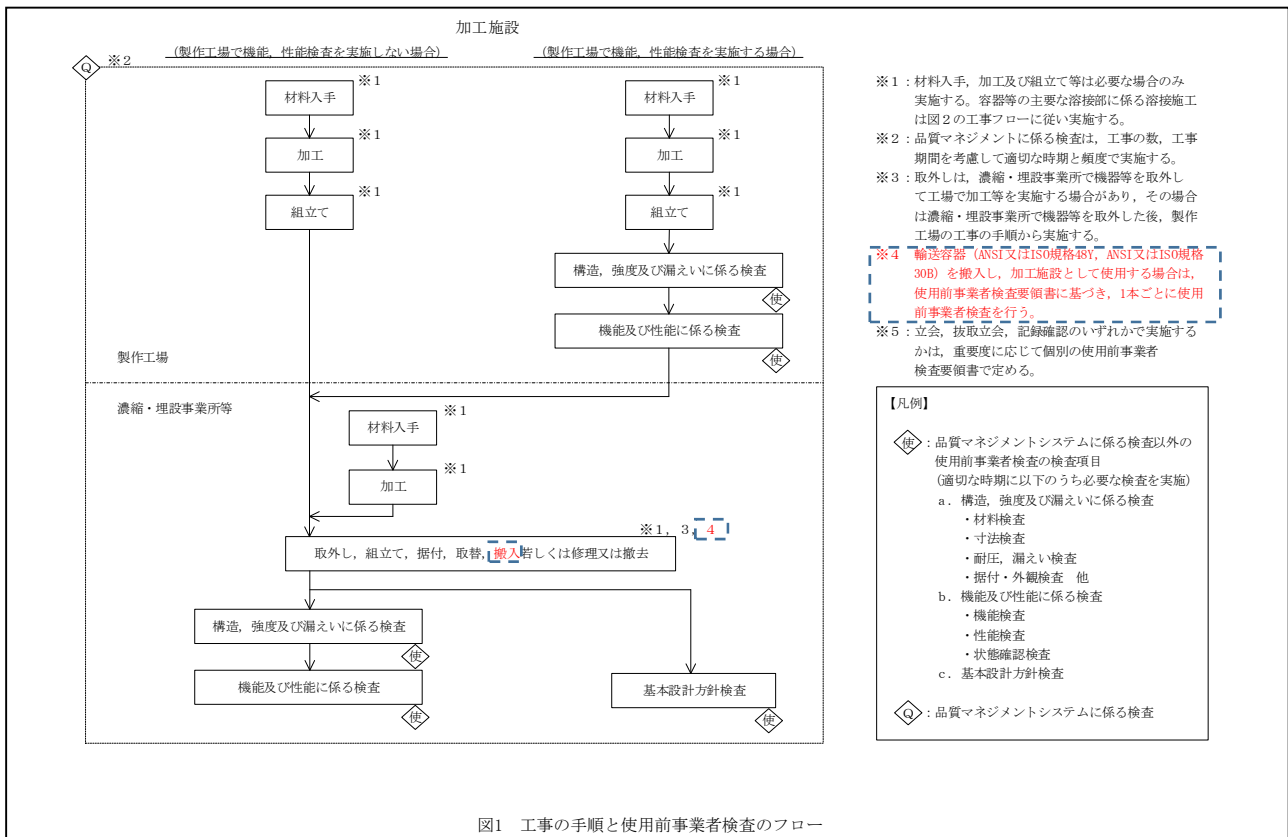 加工施設
(製作工場で機能，性能検査を実施しない場合)
(製作工場で機能，性能検査を実施する場合)
Q
※２
材料入手
※１
加工
※１
組立て
※１
材料入手
※１
加工
※１
組立て
※１
構造，強度及び漏えいに係る検査
使
機能及び性能に係る検査
使
製作工場
濃縮・埋設事業所等
材料入手
※１
加工
※１
※１，３，４
取外し，組立て，据付，取替，搬入若しくは修理又は撤去
構造，強度及び漏えいに係る検査
使
機能及び性能に係る検査
使
基本設計方針検査
使
※１：材料入手，加工及び組立て等は必要な場合のみ
実施する。容器等の主要な溶接部に係る溶接施工
は図２の工事フローに従い実施する。
※２：品質マネジメントに係る検査は，工事の数，工事
期間を考慮して適切な時期と頻度で実施する。
※３：取外しは，濃縮・埋設事業所で機器等を取外し
て工場で加工等を実施する場合があり，その場合
は濃縮・埋設事業所で機器等を取外した後，製作
工場の工事の手順から実施する。
※４　輸送容器（ANSI又はISO規格48Y，ANSI又はISO規格
30B）を搬入し，加工施設として使用する場合は，
使用前事業者検査要領書に基づき，1本ごとに使用
前事業者検査を行う。
※５：立会，抜取立会，記録確認のいずれかで実施する
かは，重要度に応じて個別の使用前事業者
検査要領書で定める。
【凡例】
使：品質マネジメントシステムに係る検査以外の
使用前事業者検査の検査項目
(適切な時期に以下のうち必要な検査を実施)
a．構造，強度及び漏えいに係る検査
・材料検査
・寸法検査
・耐圧，漏えい検査
・据付・外観検査　他
b．機能及び性能に係る検査
・機能検査
・性能検査
・状態確認検査
c．基本設計方針検査
Q：品質マネジメントシステムに係る検査
図1　工事の手順と使用前事業者検査のフロー